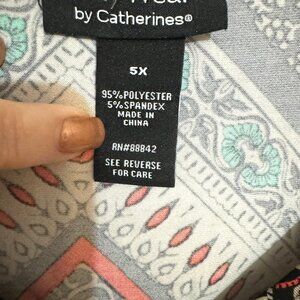 by Catherines®
5X
95%POLYESTER
5%SPANDEX
MADE IN
CHINA
RN#88842
SEE REVERSE
FOR CARE